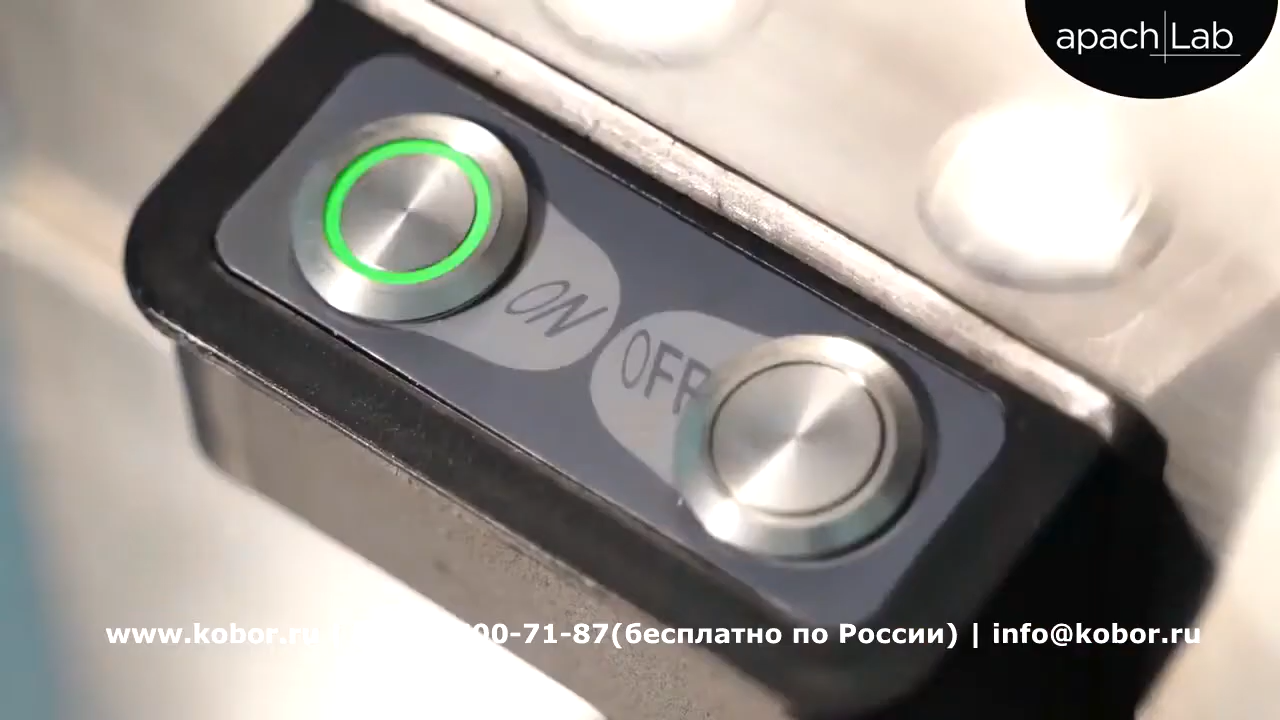 apach Lab
ON
OFF
www.kobor.ru 00-71-87(бесплатно по России) | info@kobor.ru